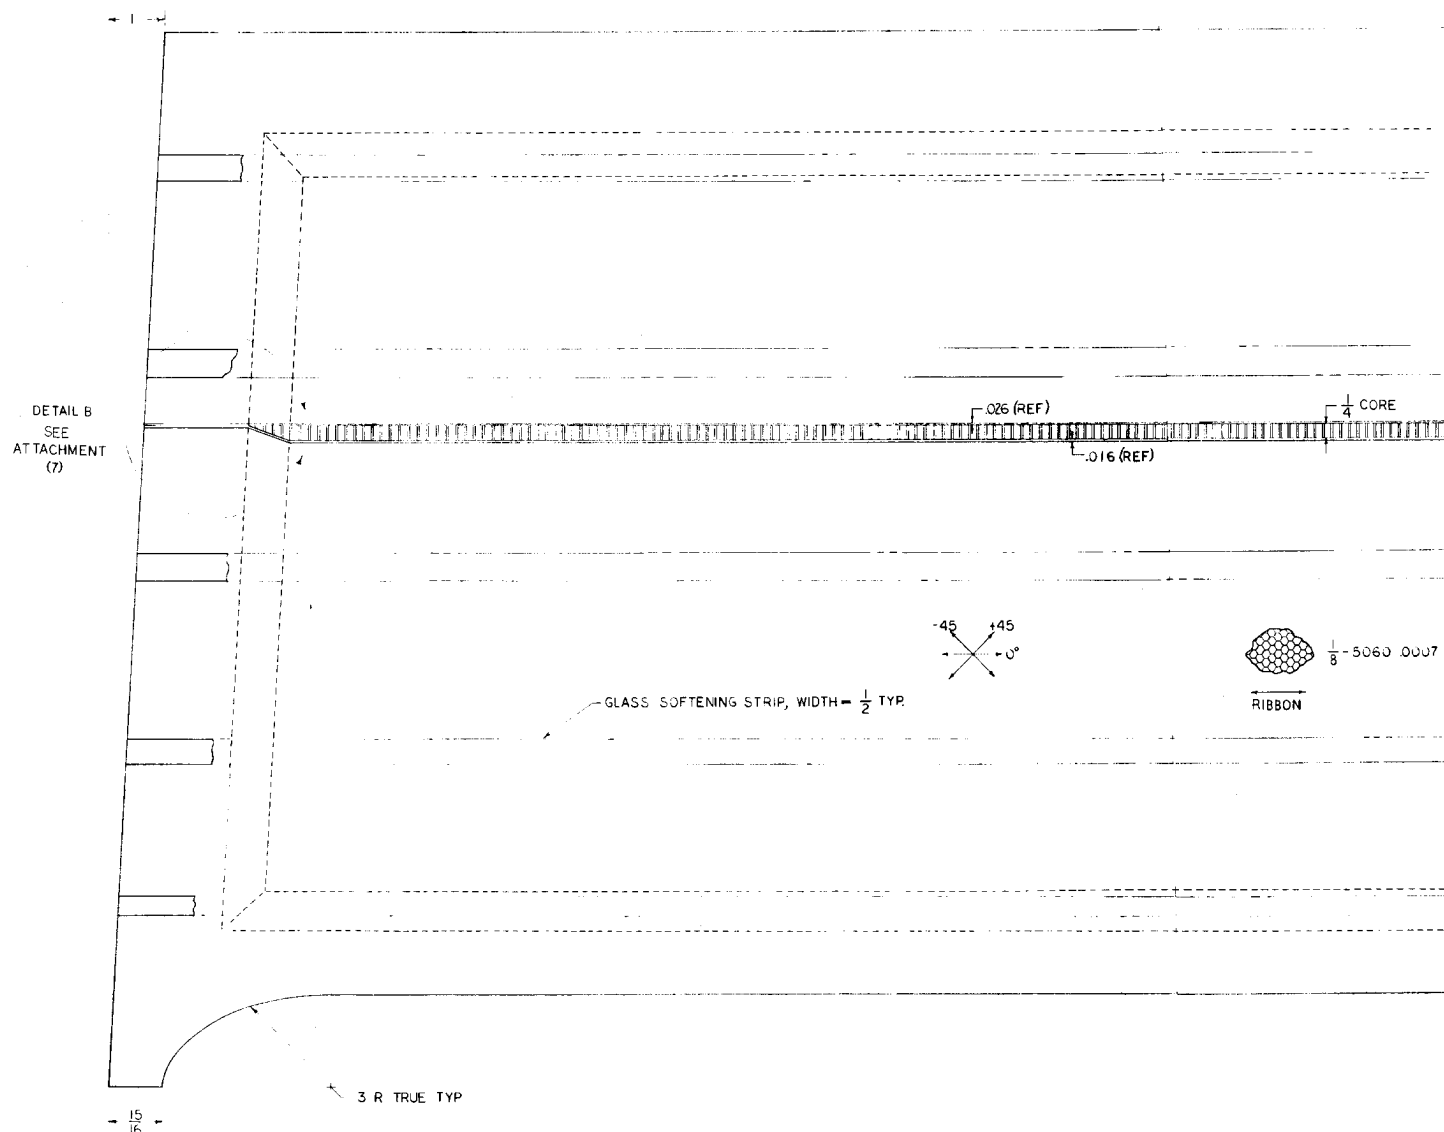 1
DETAIL B
SEE
ATTACHMENT
(7)
.026 (REF)
1/4 CORE
.016 (REF)
-45 +45
0°
1/8-5060 .0007
RIBBON
GLASS SOFTENING STRIP, WIDTH = 1/2 TYP.
3 R TRUE TYP
15/16